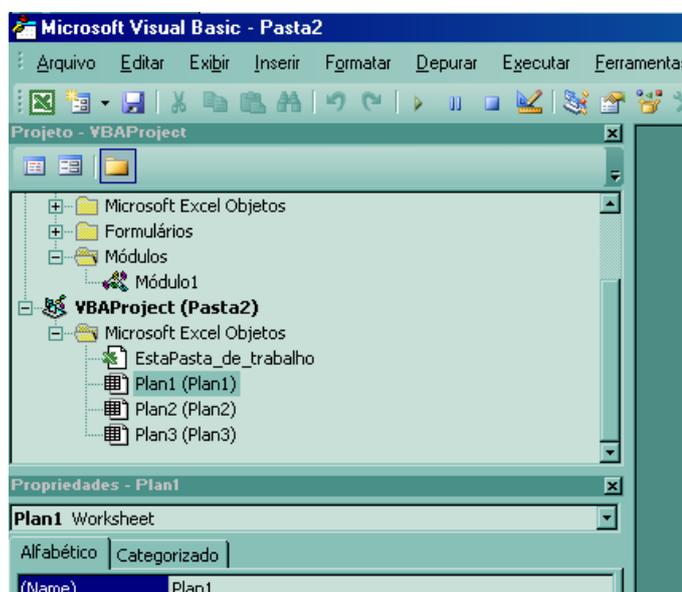 Microsoft Visual Basic - Pasta2
Arquivo Editar Exibir Inserir Formatar Depurar Executar Ferramentas
Projeto - VBAProject
Microsoft Excel Objetos
Formulários
Módulos
Módulo1
VBAProject (Pasta2)
Microsoft Excel Objetos
EstaPasta_de_trabalho
Plan1 (Plan1)
Plan2 (Plan2)
Plan3 (Plan3)
Propriedades - Plan1
Plan1 Worksheet
Alfabético Categorizado
(Name) Plan1